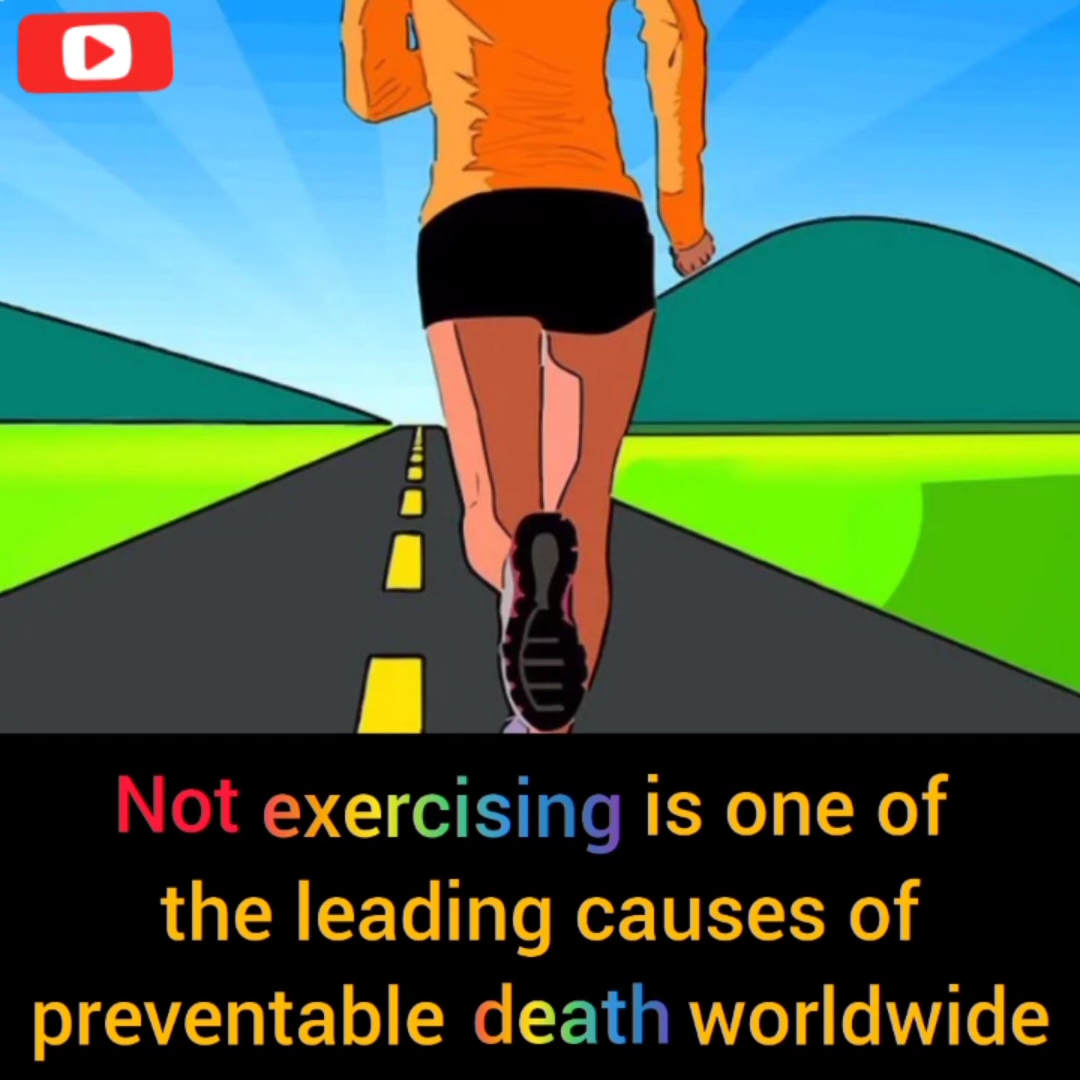 Not exercising is one of
the leading causes of
preventable death worldwide